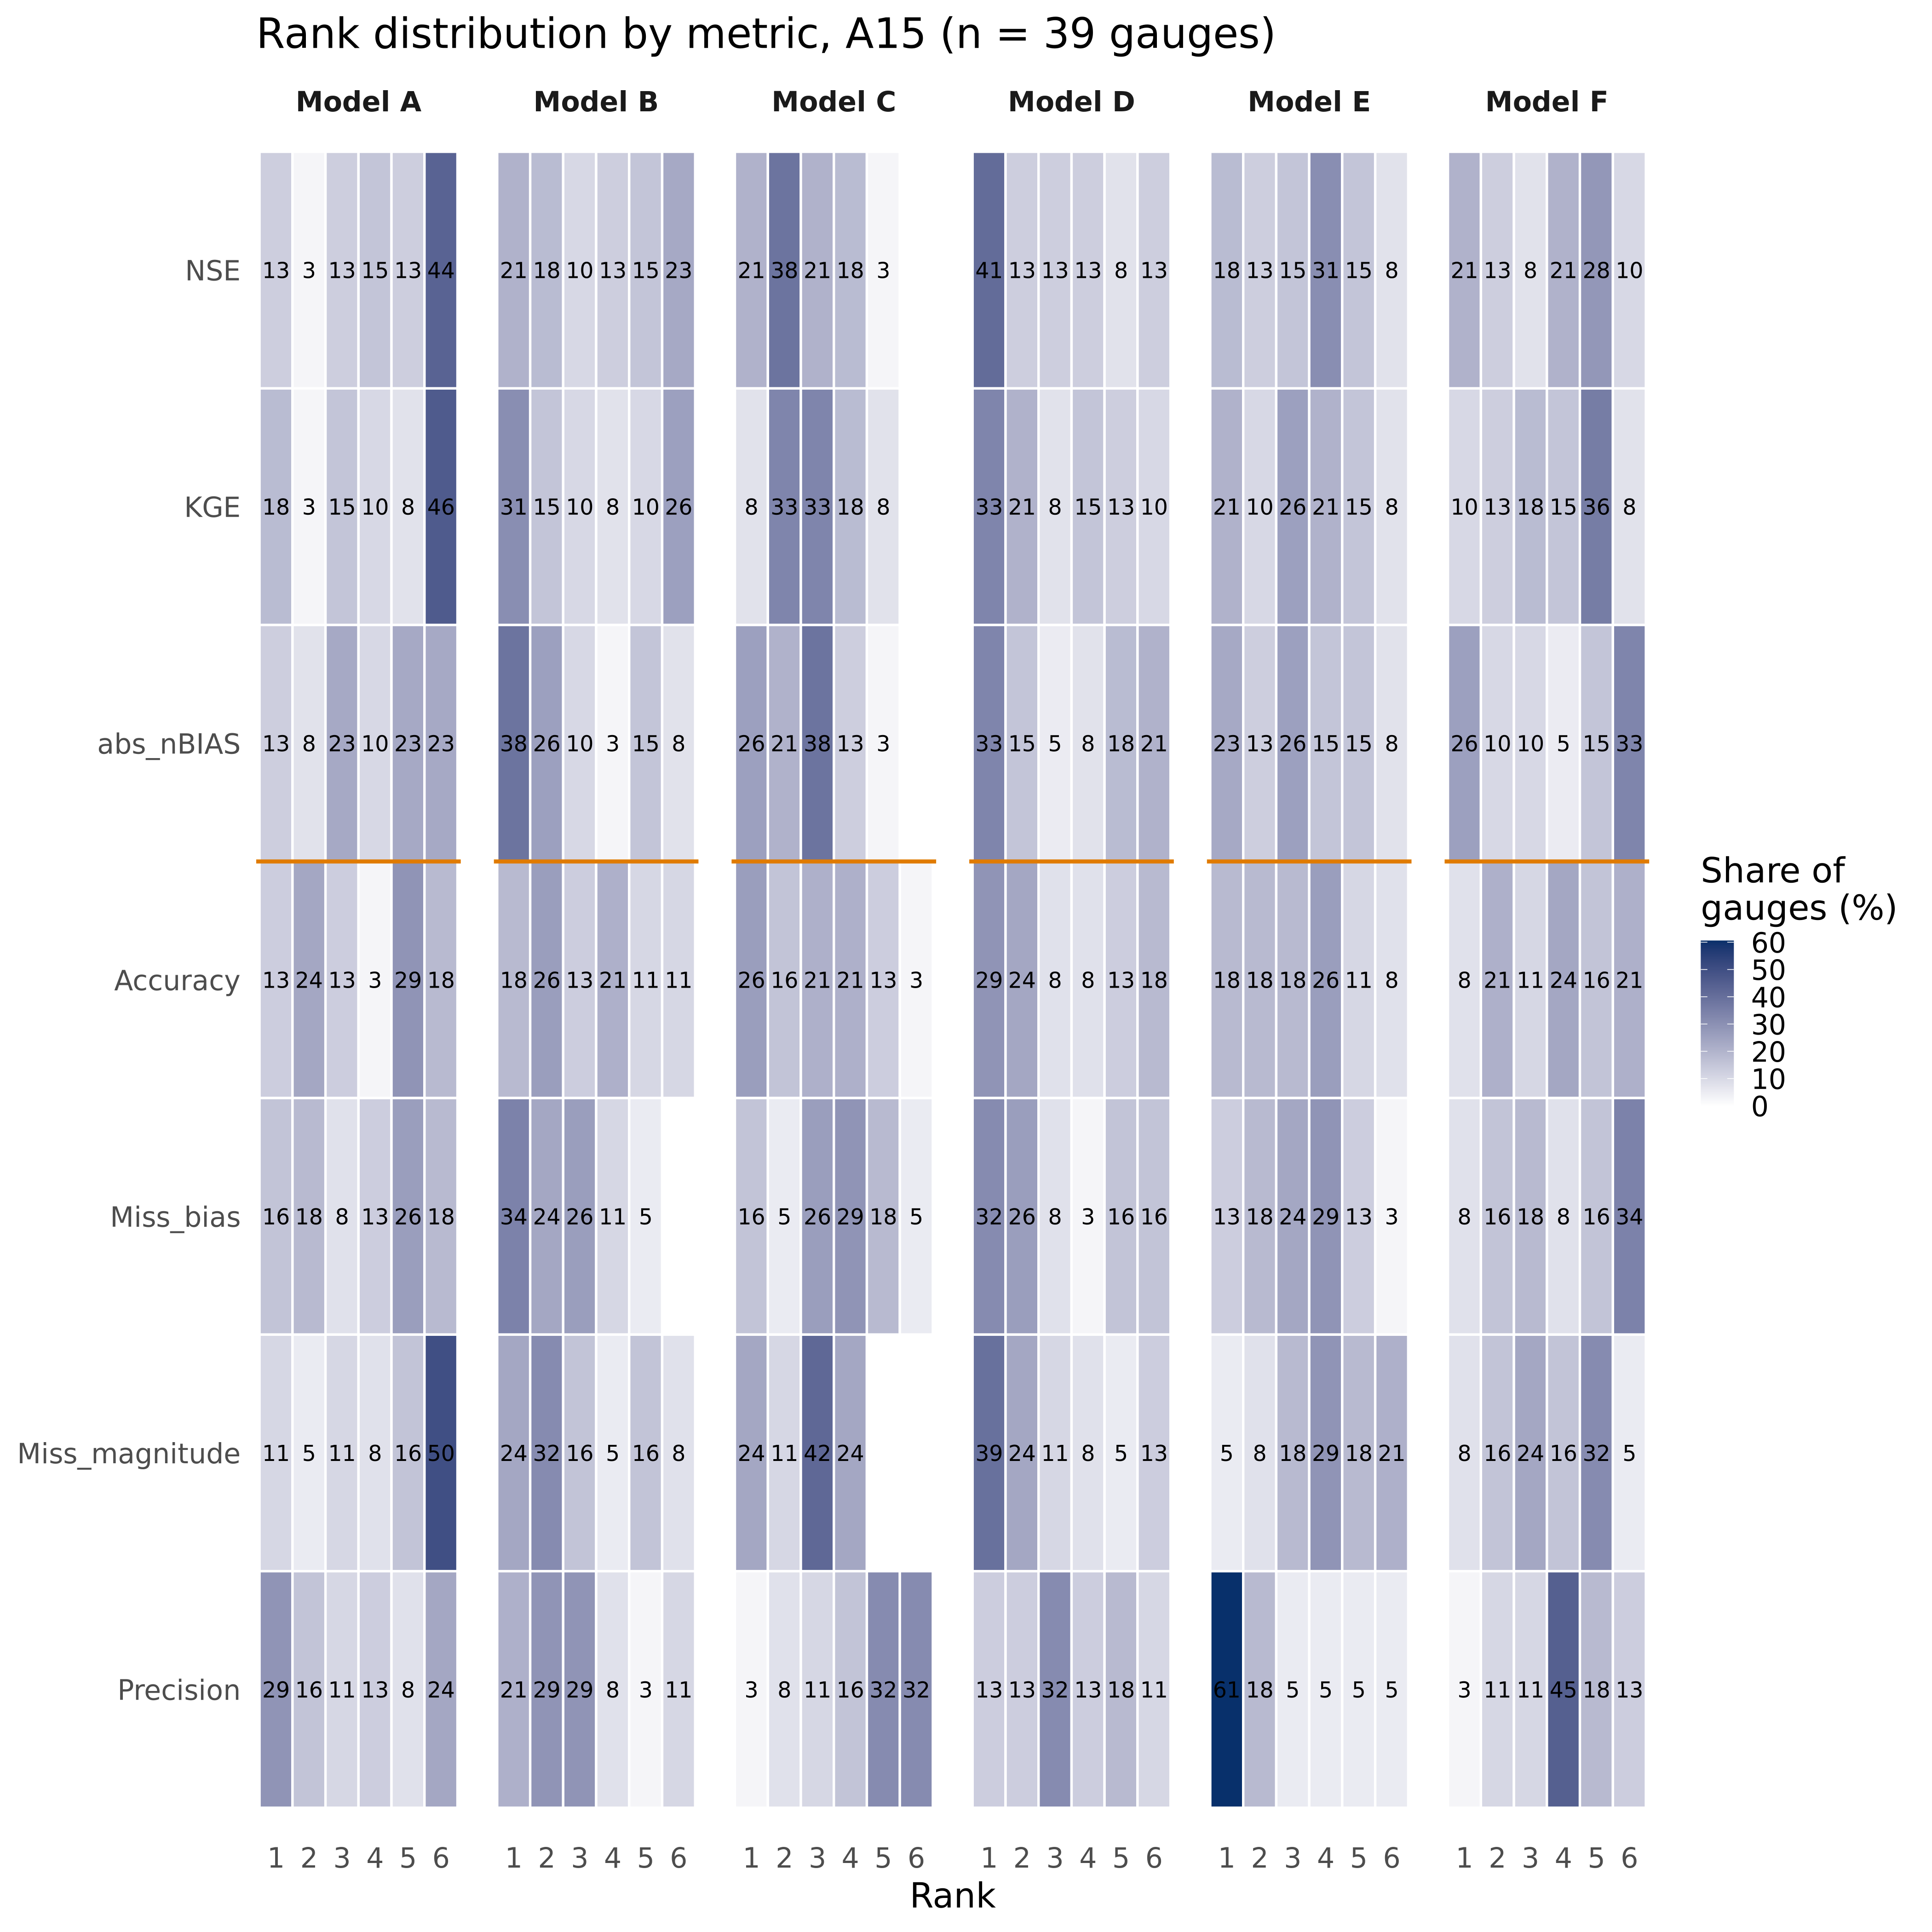 Rank distribution by metric, A15 (n = 39 gauges)
Model A Model B Model C Model D Model E Model F
NSE 13 3 13 15 13 44 21 18 10 13 15 23 21 38 21 18 3 41 13 13 13 8 13 18 13 15 31 15 8 21 13 8 21 28 10
KGE 18 3 15 10 8 46 31 15 10 8 10 26 8 33 33 18 8 33 21 8 15 13 10 21 10 26 21 15 8 10 13 18 15 36 8
abs_nBIAS 13 8 23 10 23 23 38 26 10 3 15 8 26 21 38 13 3 33 15 5 8 18 21 23 13 26 15 15 8 26 10 10 5 15 33
Accuracy 13 24 13 3 29 18 18 26 13 21 11 11 26 16 21 21 13 3 29 24 8 8 13 18 18 18 18 26 11 8 8 21 11 24 16 21
Miss_bias 16 18 8 13 26 18 34 24 26 11 5 16 5 26 29 18 5 32 26 8 3 16 16 13 18 24 29 13 3 8 16 18 8 16 34
Miss_magnitude 11 5 11 8 16 50 24 32 16 5 16 8 24 11 42 24 39 24 11 8 5 13 5 8 18 29 18 21 8 16 24 16 32 5
Precision 29 16 11 13 8 24 21 29 29 8 3 11 3 8 11 16 32 32 13 13 32 13 18 11 61 18 5 5 5 5 3 11 11 45 18 13
1 2 3 4 5 6 1 2 3 4 5 6 1 2 3 4 5 6 1 2 3 4 5 6 1 2 3 4 5 6 1 2 3 4 5 6
Rank
Share of
gauges (%)
60
50
40
30
20
10
0